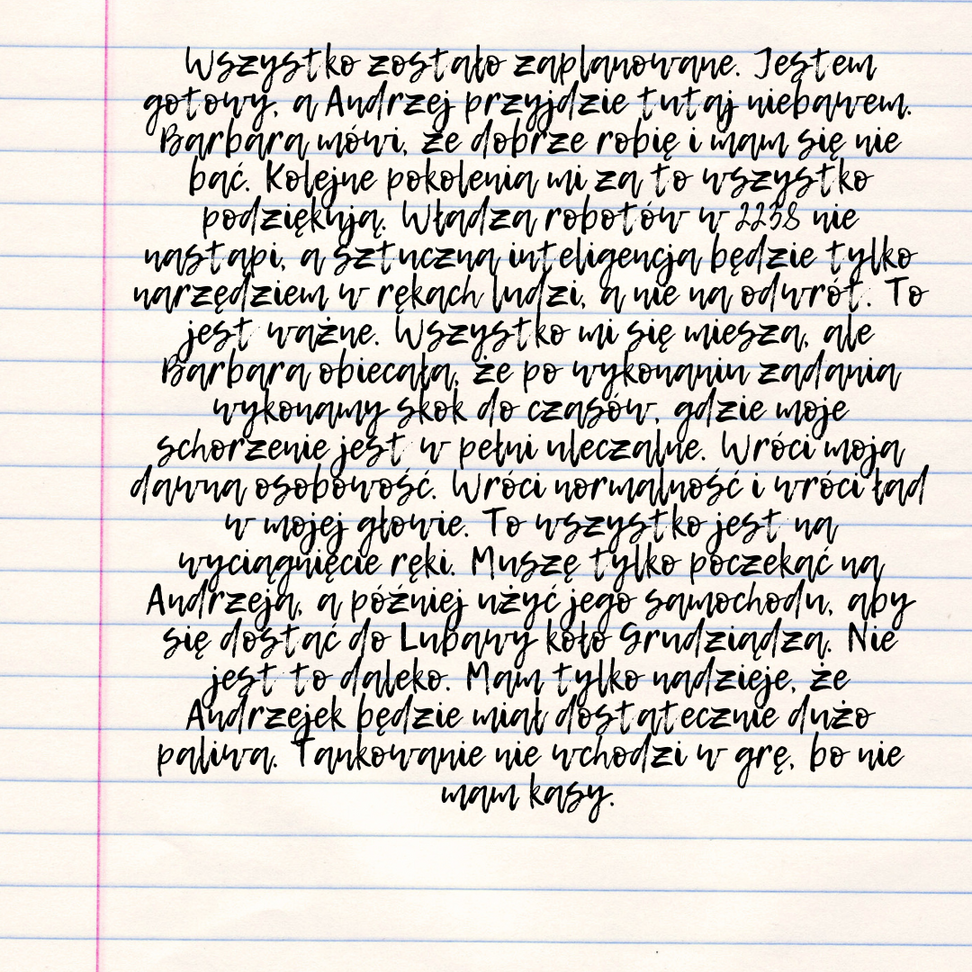 Wszystko zostało zaplanowane. Jestem
gotowy, a Andrzej przyjdzie tutaj niebawem.
Barbara mówi, że dobrze robię i mam się nie
bać. Kolejne pokolenia mi za to wszystko
podziękują. Władza robotów w 2238 nie
nastąpi, a sztuczna inteligencja będzie tylko
narzędziem w rękach ludzi, a nie na odwrót. To
jest ważne. Wszystko mi się miesza, ale
Barbara obiecała, że po wykonaniu zadania
wykonamy skok do czasów, gdzie moje
schorzenie jest w pełni uleczalne. Wróci moja
dawna osobowość. Wróci normalność i wróci ład
w mojej głowie. To wszystko jest na
wyciągnięcie ręki. Muszę tylko poczekać na
Andrzeja, a później użyć jego samochodu, aby
się dostać do Lubawy koło Grudziądza. Nie
jest to daleko. Mam tylko nadzieje, że
Andrzejek będzie miał dostatecznie dużo
paliwa. Tankowanie nie wchodzi w grę, bo nie
mam kasy.